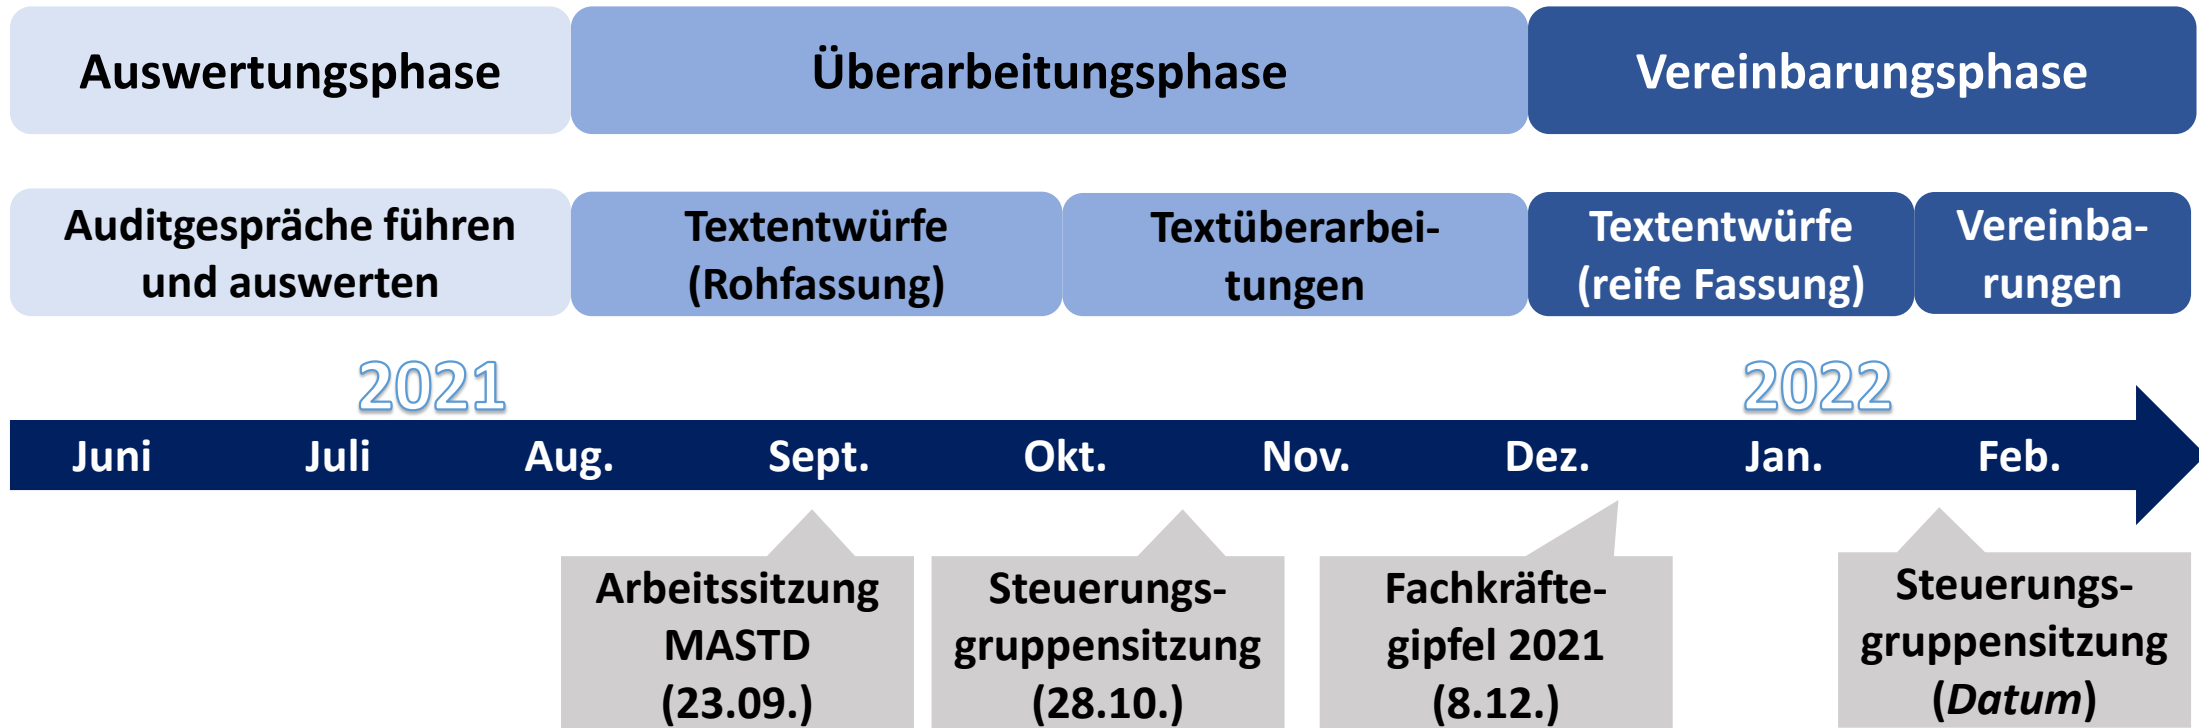 Auswertungsphase
Überarbeitungsphase
Vereinbarungsphase
Auditgespräche führen
und auswerten
Textentwürfe
(Rohfassung)
Textüberarbei-
tungen
Textentwürfe
(reife Fassung)
Vereinba-
rungen
2021
2022
Juni
Juli
Aug.
Sept.
Okt.
Nov.
Dez.
Jan.
Feb.
Arbeitssitzung
MASTD
(23.09.)
Steuerungs-
gruppensitzung
(28.10.)
Fachkräfte-
gipfel 2021
(8.12.)
Steuerungs-
gruppensitzung
(Datum)